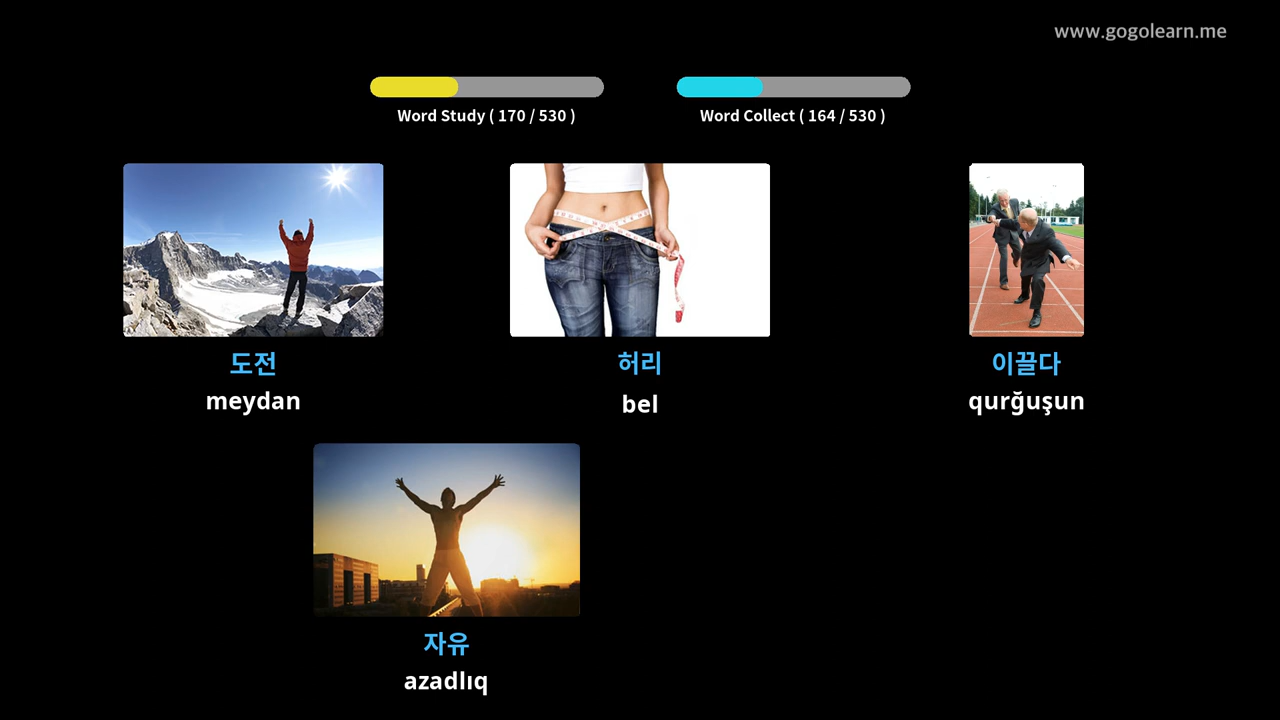 www.gogolearn.me
Word Study ( 170 / 530 )
Word Collect ( 164 / 530 )
도전
meydan
허리
bel
이끌다
qurğuşun
자유
azadlıq